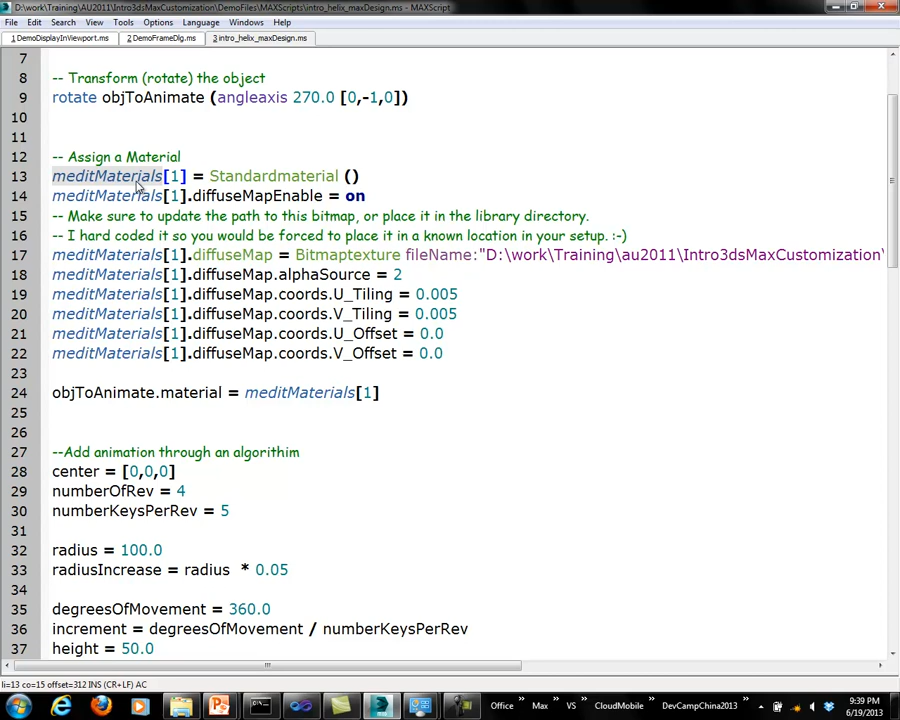 D:\work\Training\AU2011\Intro3dsMaxCustomization\DemoFiles\MAXScripts\intro_helix_maxDesign.ms - MAXScript
File Edit Search View Tools Options Language Windows Help
1 DemoDisplayInViewport.ms 2 DemoFrameDlg.ms 3 intro_helix_maxDesign.ms
7
8 -- Transform (rotate) the object
9 rotate objToAnimate (angleaxis 270.0 [0,-1,0])
10
11
12 -- Assign a Material
13 meditMaterials[1] = Standardmaterial ()
14 meditMaterials[1].diffuseMapEnable = on
15 -- Make sure to update the path to this bitmap, or place it in the library directory.
16 -- I hard coded it so you would be forced to place it in a known location in your setup. :-)
17 meditMaterials[1].diffuseMap = Bitmaptexture fileName:"D:\work\Training\au2011\Intro3dsMaxCustomization\
18 meditMaterials[1].diffuseMap.alphaSource = 2
19 meditMaterials[1].diffuseMap.coords.U_Tiling = 0.005
20 meditMaterials[1].diffuseMap.coords.V_Tiling = 0.005
21 meditMaterials[1].diffuseMap.coords.U_Offset = 0.0
22 meditMaterials[1].diffuseMap.coords.V_Offset = 0.0
23
24 objToAnimate.material = meditMaterials[1]
25
26
27 --Add animation through an algorithim
28 center = [0,0,0]
29 numberOfRev = 4
30 numberKeysPerRev = 5
31
32 radius = 100.0
33 radiusIncrease = radius * 0.05
34
35 degreesOfMovement = 360.0
36 increment = degreesOfMovement / numberKeysPerRev
37 height = 50.0
li=13 co=15 offset=312 INS (CR+LF) AC
Office Max VS CloudMobile DevCampChina2013 9:39 PM
6/19/2013